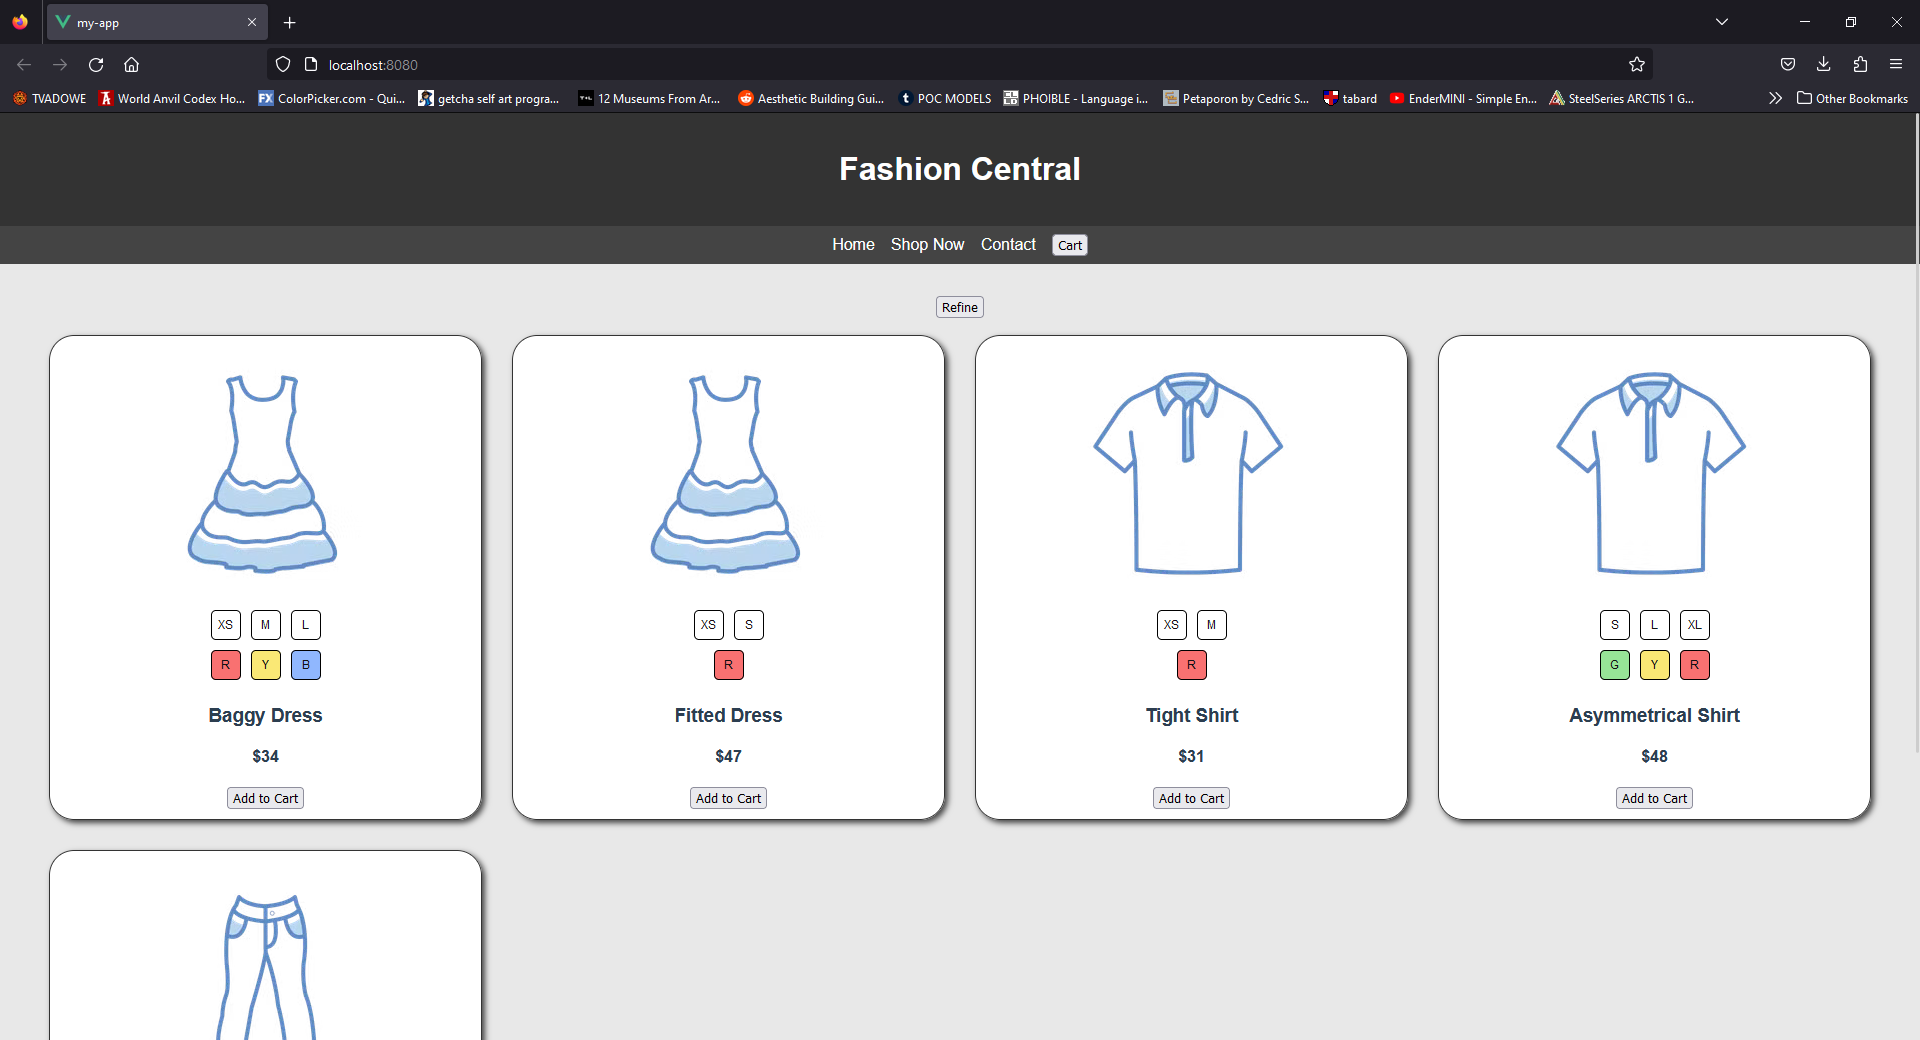 my-app
localhost:8080
TVADOWE World Anvil Codex Ho... ColorPicker.com - Qui... getcha self art progra... 12 Museums From Ar... Aesthetic Building Gui... POC MODELS PHOIBLE - Language i... Petaporon by Cedric S... tabard EnderMINI - Simple En... SteelSeries ARCTIS 1 G... Other Bookmarks
Fashion Central
Home Shop Now Contact Cart
Refine
XS M L
R Y B
Baggy Dress
$34
Add to Cart
XS S
R
Fitted Dress
$47
Add to Cart
XS M
R
Tight Shirt
$31
Add to Cart
S L XL
G Y R
Asymmetrical Shirt
$48
Add to Cart